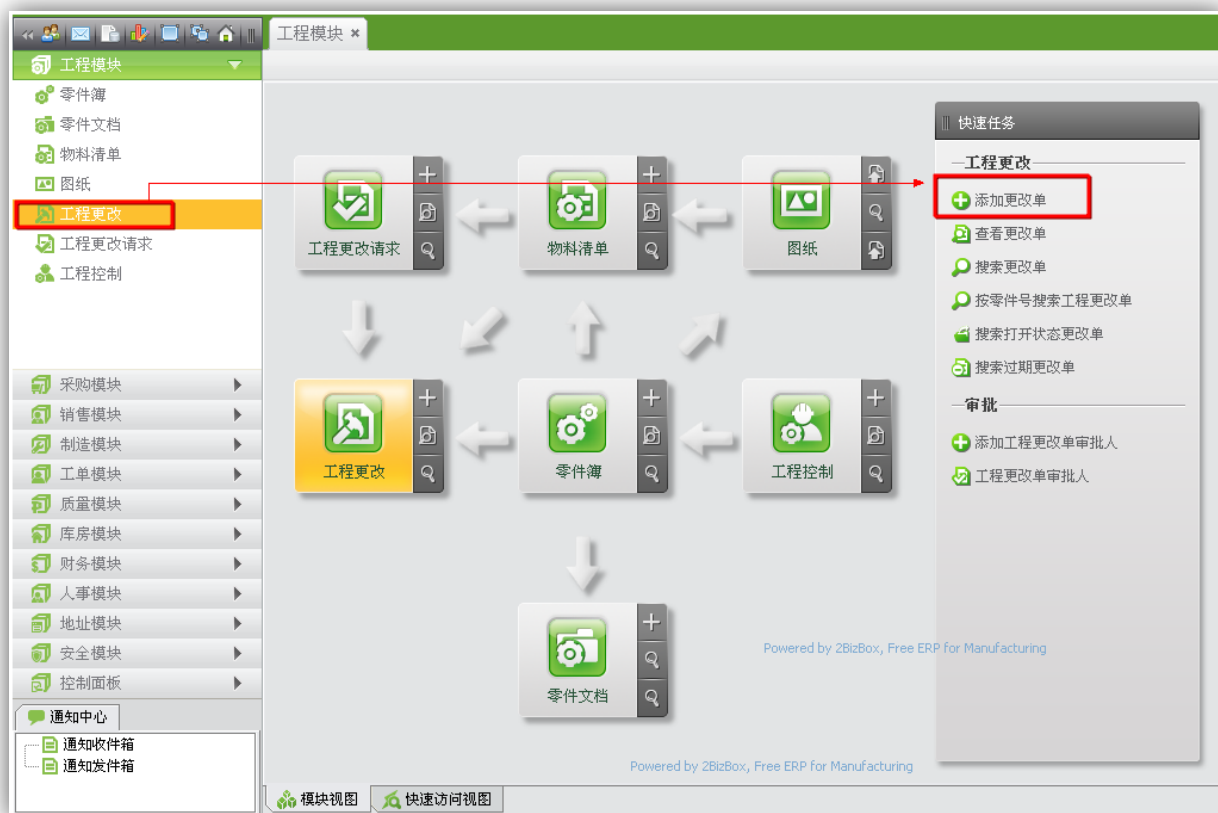 工程模块
工程模块
零件簿
零件文档
物料清单
图纸
工程更改
工程更改请求
工程控制
采购模块
销售模块
制造模块
工单模块
质量模块
库房模块
财务模块
人事模块
地址模块
安全模块
控制面板
通知中心
通知收件箱
通知发件箱
工程更改请求
物料清单
图纸
工程更改
零件簿
工程控制
零件文档
快速任务
工程更改
添加更改单
查看更改单
搜索更改单
按零件号搜索工程更改单
搜索打开状态更改单
搜索过期更改单
审批
添加工程更改单审批人
工程更改单审批人
Powered by 2BizBox, Free ERP for Manufacturing
Powered by 2BizBox, Free ERP for Manufacturing
模块视图
快速访问视图